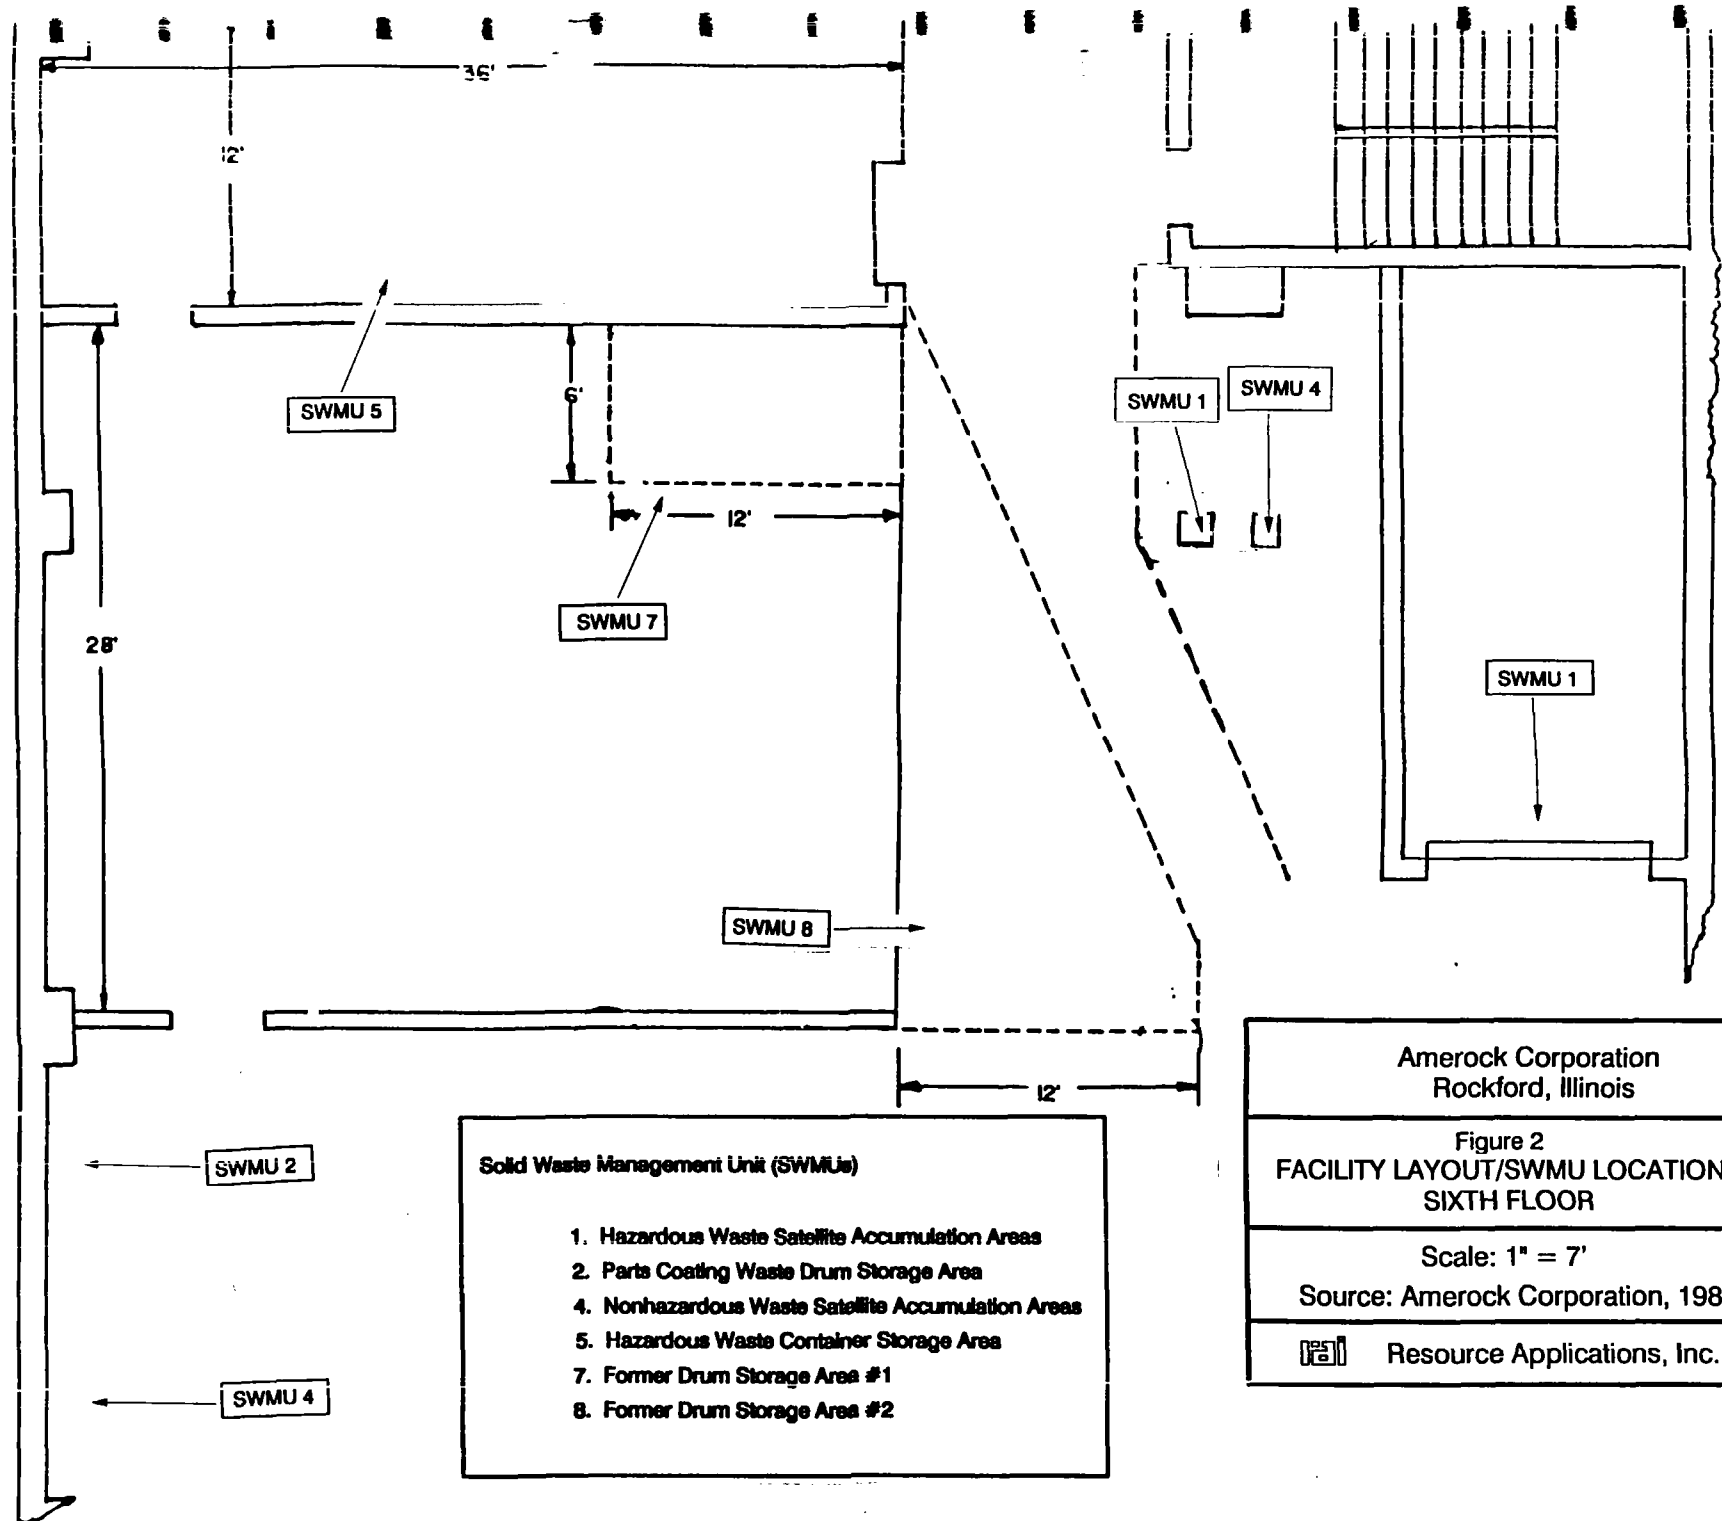 36'
12'
SWMU 5
6'
SWMU 1
SWMU 4
12'
SWMU 7
28'
SWMU 1
SWMU 8
12'
SWMU 2
SWMU 4
Solid Waste Management Unit (SWMUs)
1. Hazardous Waste Satellite Accumulation Areas
2. Parts Coating Waste Drum Storage Area
4. Nonhazardous Waste Satellite Accumulation Areas
5. Hazardous Waste Container Storage Area
7. Former Drum Storage Area #1
8. Former Drum Storage Area #2
Amerock Corporation
Rockford, Illinois
Figure 2
FACILITY LAYOUT/SWMU LOCATION
SIXTH FLOOR
Scale: 1" = 7'
Source: Amerock Corporation, 198
Resource Applications, Inc.